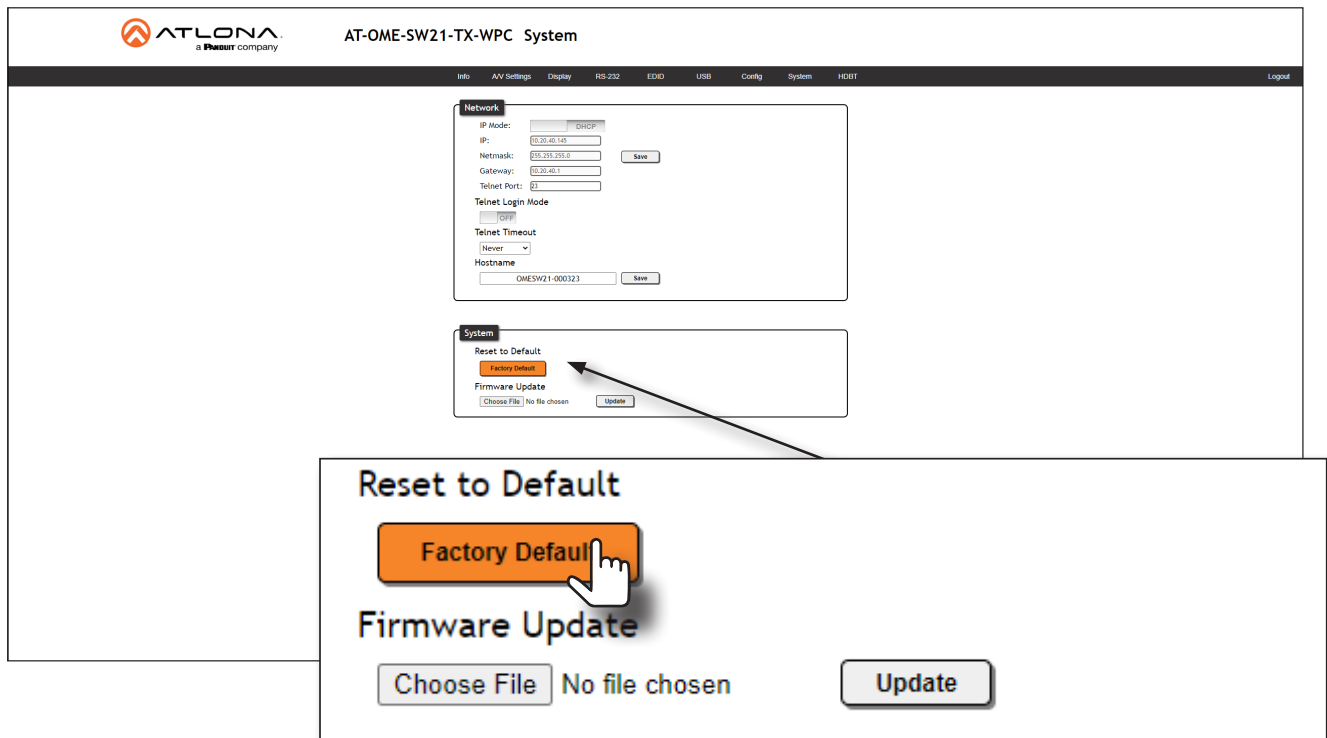 ATLONA.
a PANDUIT company
AT-OME-SW21-TX-WPC System
Info A/V Settings Display RS-232 EDID USB Config System HDBT Logout
Network
IP Mode: DHCP
IP: 10.20.40.145
Netmask: 255.255.255.0 Save
Gateway: 10.20.40.1
Telnet Port: 23
Telnet Login Mode
OFF
Telnet Timeout
Never
Hostname
OMESW21-000323 Save
System
Reset to Default
Factory Default
Firmware Update
Choose File No file chosen Update
Reset to Default
Factory Defaul
Firmware Update
Choose File No file chosen Update